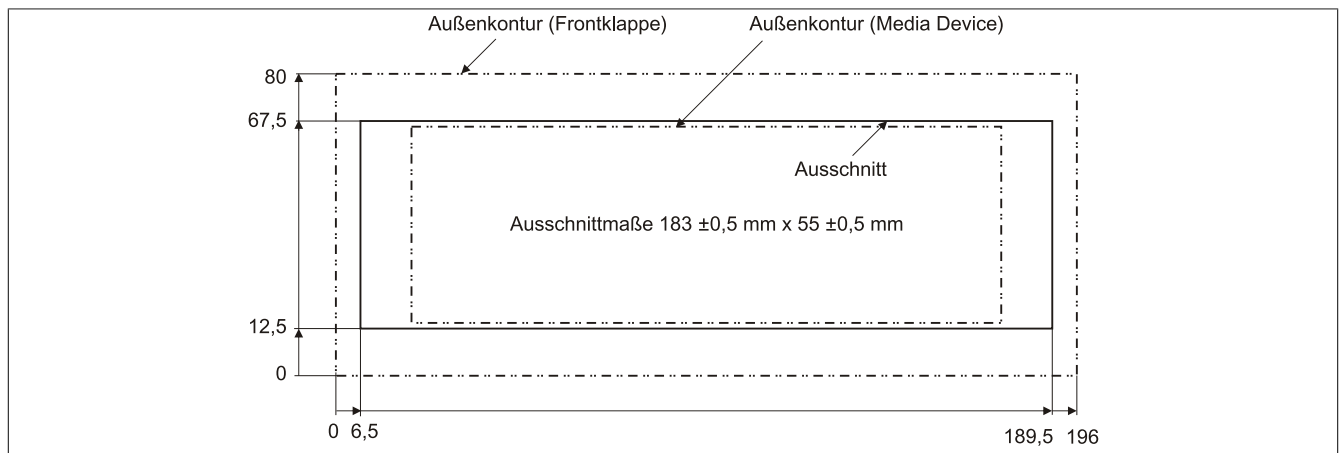 Außenkontur (Frontklappe)
Außenkontur (Media Device)
80
67,5
Ausschnitt
Ausschnittmaße 183 ±0,5 mm x 55 ±0,5 mm
12,5
0
0
6,5
189,5
196